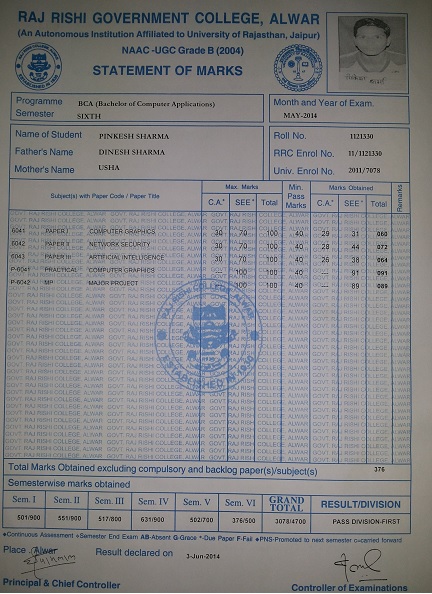 RAJ RISHI GOVERNMENT COLLEGE, ALWAR
(An Autonomous Institution Affiliated to University of Rajasthan, Jaipur)
NAAC -UGC Grade B (2004)
STATEMENT OF MARKS
Programme BCA (Bachelor of Computer Applications)
Semester SIXTH
Month and Year of Exam.
MAY-2014
Name of Student PINKESH SHARMA
Father's Name DINESH SHARMA
Mother's Name USHA
Roll No. 1121330
RRC Enrol No. 11/1121330
Univ. Enrol No. 2011/7078
Subject(s) with Paper Code / Paper Title Max. Marks Min. Pass Marks Marks Obtained Remarks
C.A.* SEE* Total C.A.* SEE* Total
6041 PAPER I COMPUTER GRAPHICS 30 70 100 40 29 31 060
6042 PAPER II NETWORK SECURITY 30 70 100 40 28 44 072
6043 PAPER III ARTIFICIAL INTELLIGENCE 30 70 100 40 26 38 064
P-6041 PRACTICAL COMPUTER GRAPHICS --- 100 100 40 --- 91 091
P-6042 MP MAJOR PROJECT --- 100 100 40 --- 89 089
RAJ RISHI COLLEGE, ALWAR
ESTABLISHED IN 1930
Total Marks Obtained excluding compulsory and backlog paper(s)/subject(s) 376
Semesterwise marks obtained
Sem. I Sem. II Sem. III Sem. IV Sem. V Sem. VI GRAND TOTAL RESULT/DIVISION
501/900 551/900 517/800 631/900 502/700 376/500 3078/4700 PASS DIVISION-FIRST
*Continuous Assessment +Semester End Exam AB-Absent G-Grace *-Due Paper F-Fail PNS-Promoted to next semester c=carried forward
Place : Alwar Result declared on 3-Jun-2014
Principal & Chief Controller
Controller of Examinations